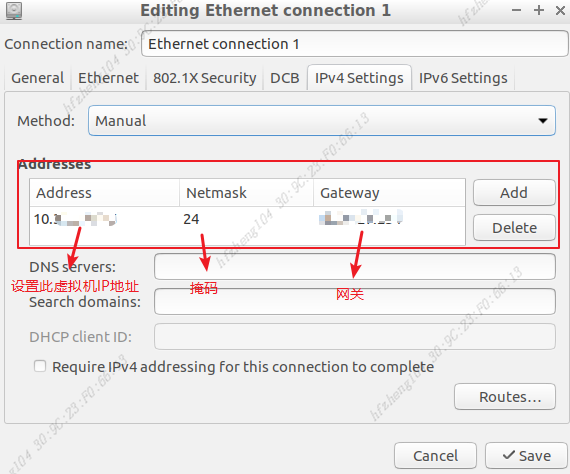 Editing Ethernet connection 1
Connection name: Ethernet connection 1
General Ethernet 802.1X Security DCB IPv4 Settings IPv6 Settings
Method: Manual
Addresses
Address Netmask Gateway Add
10. 24
Delete
DNS servers:
设置此虚拟机IP地址 掩码 网关
Search domains:
DHCP client ID:
Require IPv4 addressing for this connection to complete
Routes...
Cancel Save
hfzheng104 30:9C:23:F0:66:13